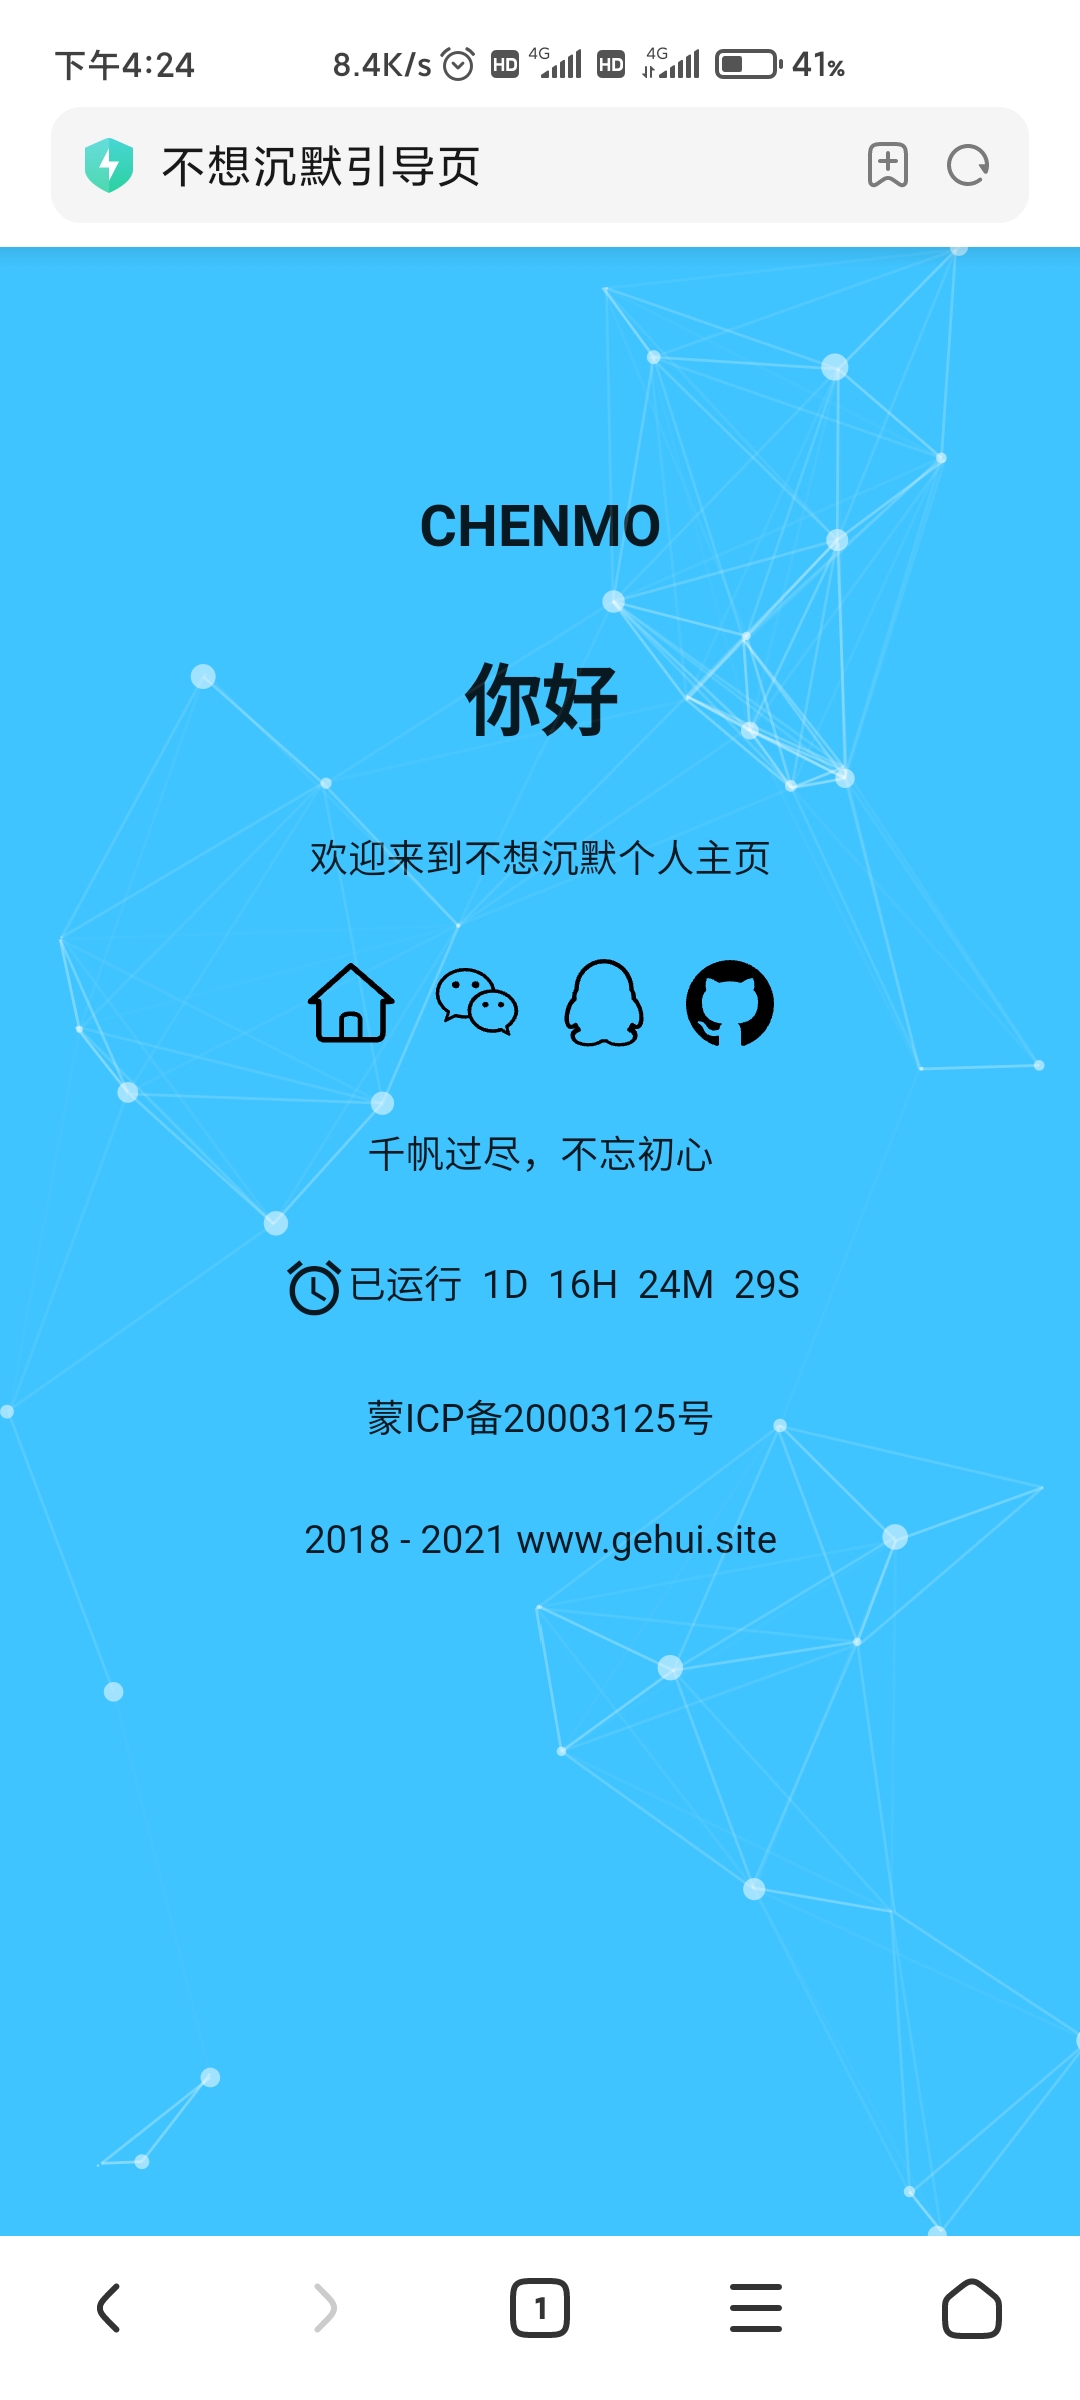 下午4:24 8.4K/s HD 4G HD 4G 41%
不想沉默引导页
CHENMO
你好
欢迎来到不想沉默个人主页
千帆过尽，不忘初心
已运行 1D 16H 24M 29S
蒙ICP备20003125号
2018 - 2021 www.gehui.site
1